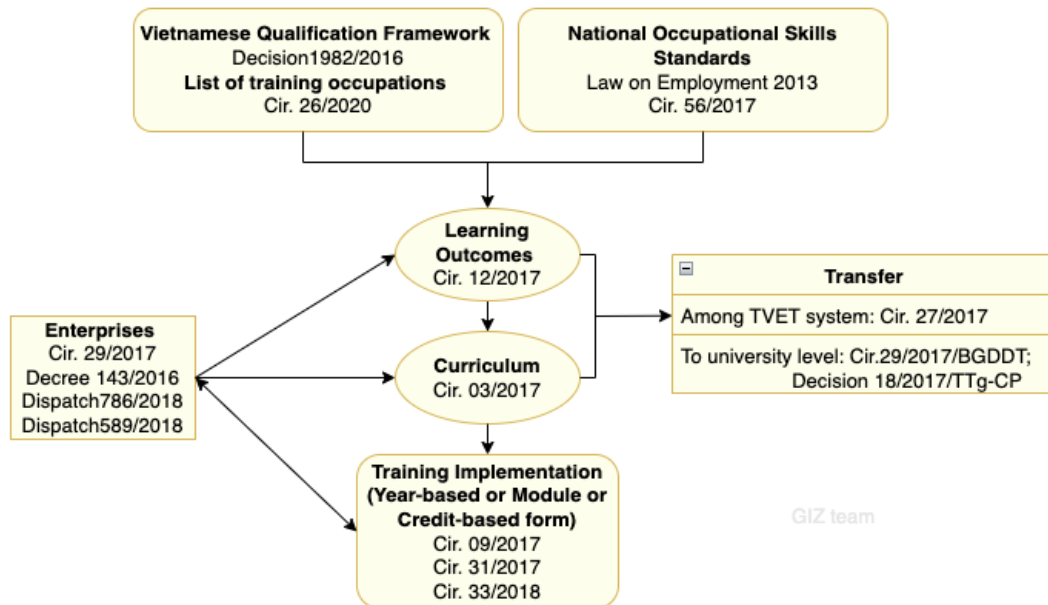 Vietnamese Qualification Framework
Decision1982/2016
List of training occupations
Cir. 26/2020
National Occupational Skills
Standards
Law on Employment 2013
Cir. 56/2017
Learning
Outcomes
Cir. 12/2017
Transfer
Among TVET system: Cir. 27/2017
To university level: Cir.29/2017/BGDDT;
Decision 18/2017/TTg-CP
Enterprises
Cir. 29/2017
Decree 143/2016
Dispatch786/2018
Dispatch589/2018
Curriculum
Cir. 03/2017
Training Implementation
(Year-based or Module or
Credit-based form)
Cir. 09/2017
Cir. 31/2017
Cir. 33/2018
GIZ team